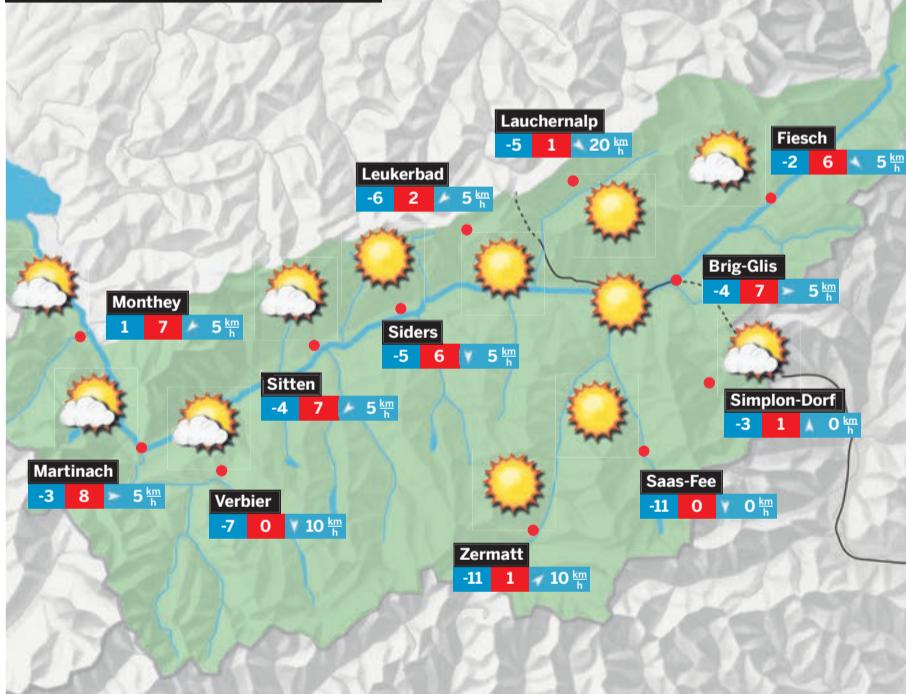 Lauchernalp
-5 1 20 km/h
Fiesch
-2 6 5 km/h
Leukerbad
-6 2 5 km/h
Brig-Glis
-4 7 5 km/h
Monthey
1 7 5 km/h
Siders
-5 6 5 km/h
Sitten
-4 7 5 km/h
Simplon-Dorf
-3 1 0 km/h
Martinach
-3 8 5 km/h
Verbier
-7 0 10 km/h
Saas-Fee
-11 0 0 km/h
Zermatt
-11 1 10 km/h